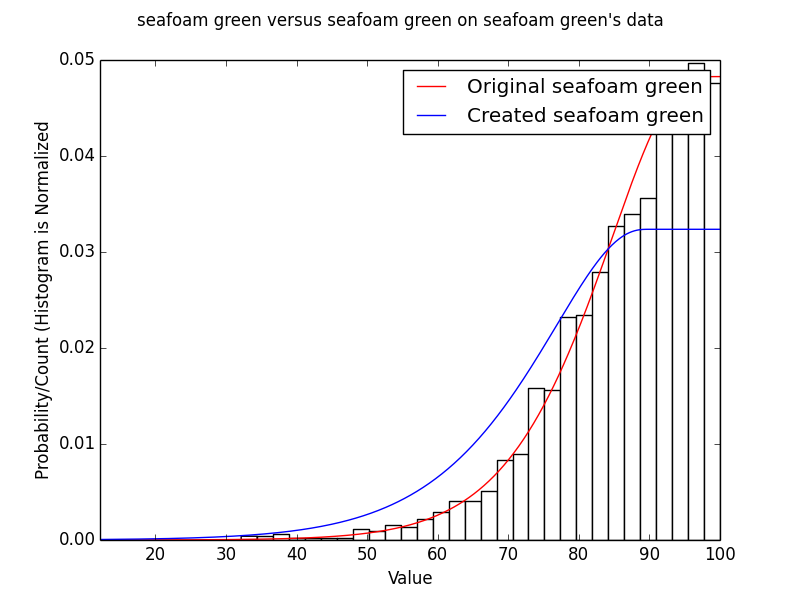 seafoam green versus seafoam green on seafoam green's data
0.05
Original seafoam green
Created seafoam green
0.04
0.03
0.02
0.01
0.00
Probability/Count (Histogram is Normalized
20 30 40 50 60 70 80 90 100
Value